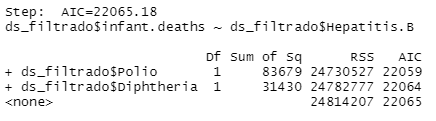 Step:  AIC=22065.18
ds_filtrado$infant.deaths ~ ds_filtrado$Hepatitis.B
Df Sum of Sq RSS AIC
+ ds_filtrado$Polio 1 83679 24730527 22059
+ ds_filtrado$Diphtheria 1 31430 24782777 22064
<none> 24814207 22065